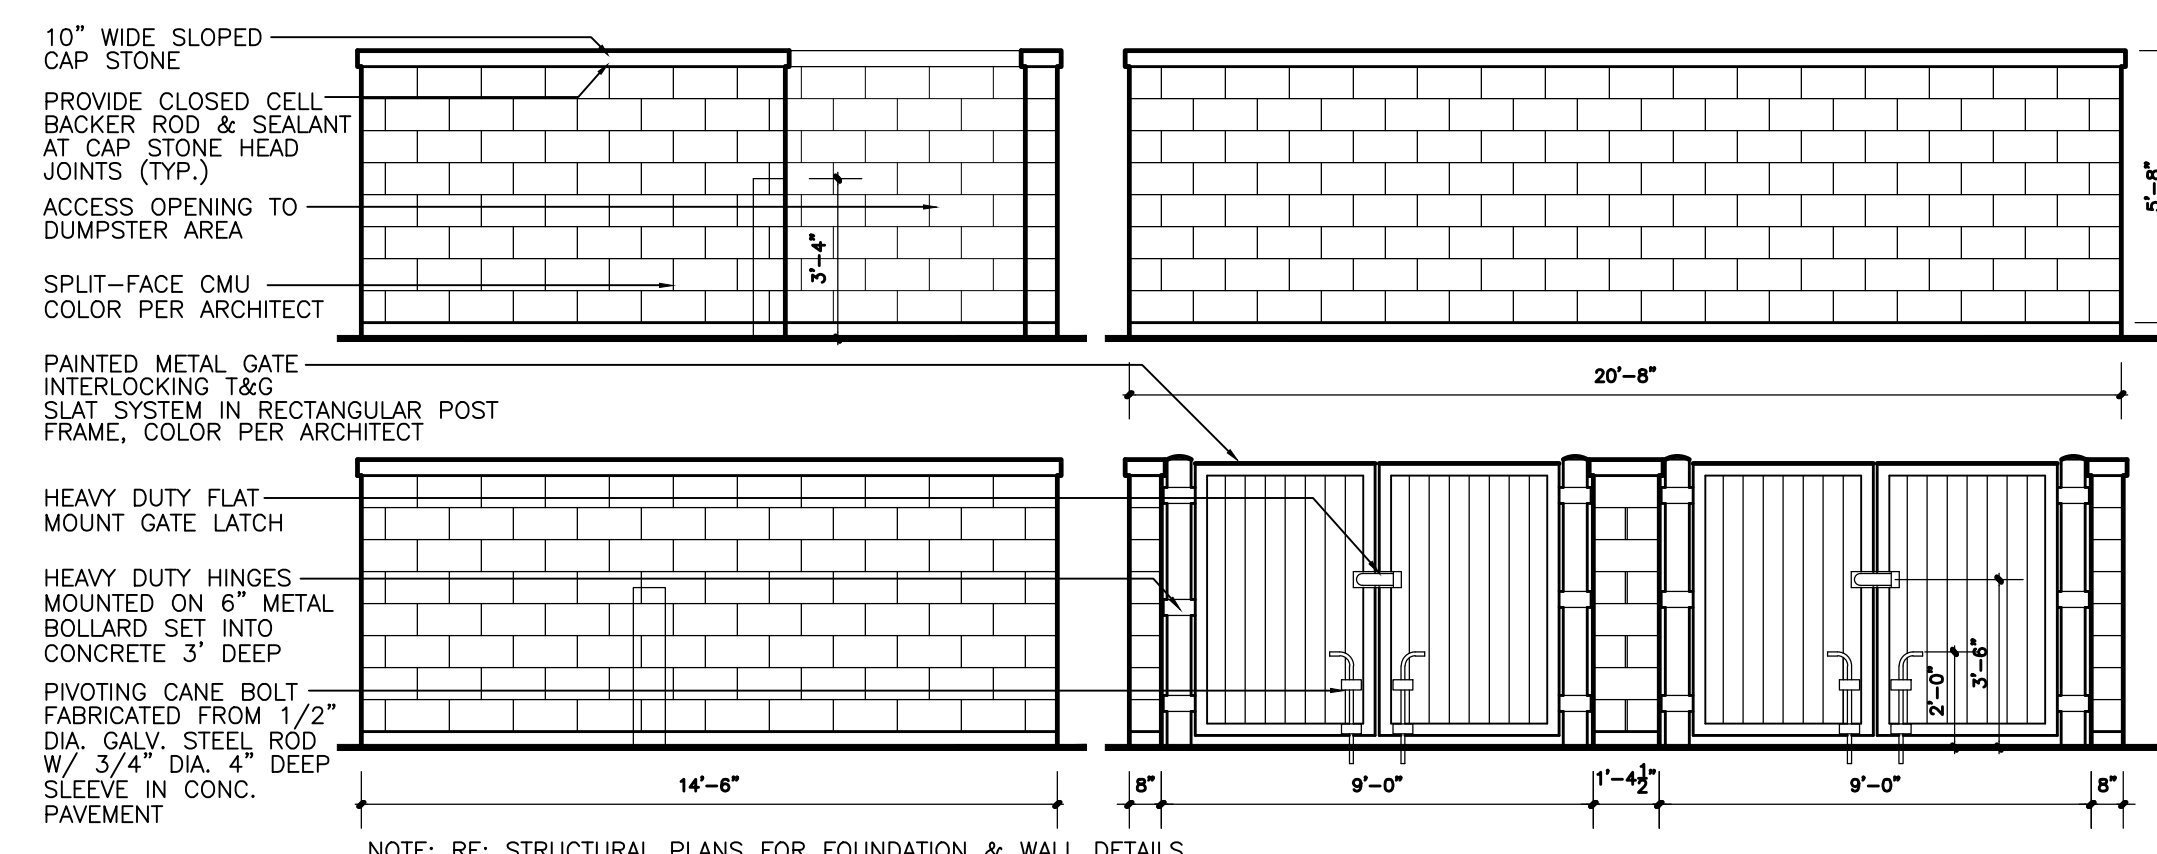 10” WIDE SLOPED
CAP STONE
PROVIDE CLOSED CELL
BACKER ROD & SEALANT
AT CAP STONE HEAD
JOINTS (TYP.)
ACCESS OPENING TO
DUMPSTER AREA
SPLIT-FACE CMU
COLOR PER ARCHITECT
3'-4"
5'-8"
20'-8"
PAINTED METAL GATE
INTERLOCKING T&G
SLAT SYSTEM IN RECTANGULAR POST
FRAME, COLOR PER ARCHITECT
HEAVY DUTY FLAT
MOUNT GATE LATCH
HEAVY DUTY HINGES
MOUNTED ON 6” METAL
BOLLARD SET INTO
CONCRETE 3' DEEP
PIVOTING CANE BOLT
FABRICATED FROM 1/2”
DIA. GALV. STEEL ROD
W/ 3/4” DIA. 4” DEEP
SLEEVE IN CONC.
PAVEMENT
2'-0"
3'-6"
14'-6"
8"
9'-0"
1'-4½"
9'-0"
8"
NOTE: RE: STRUCTURAL PLANS FOR FOUNDATION & WALL DETAILS